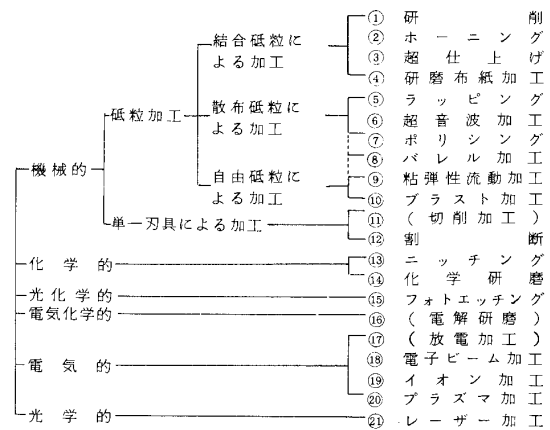 機械的
砥粒加工
結合砥粒に
よる加工
① 研削
② ホーニング
③ 超仕上げ
④ 研磨布紙加工
散布砥粒に
よる加工
⑤ ラッピング
⑥ 超音波加工
⑦ ポリシング
⑧ バレル加工
自由砥粒に
よる加工
⑨ 粘弾性流動加工
⑩ ブラスト加工
単一刃具による加工
⑪ (切削加工)
⑫ 割断
化学的
⑬ ニッチング
⑭ 化学研磨
光化学的
⑮ フォトエッチング
電気化学的
⑯ (電解研磨)
電気的
⑰ (放電加工)
⑱ 電子ビーム加工
⑲ イオン加工
⑳ プラズマ加工
光学的
㉑ レーザー加工